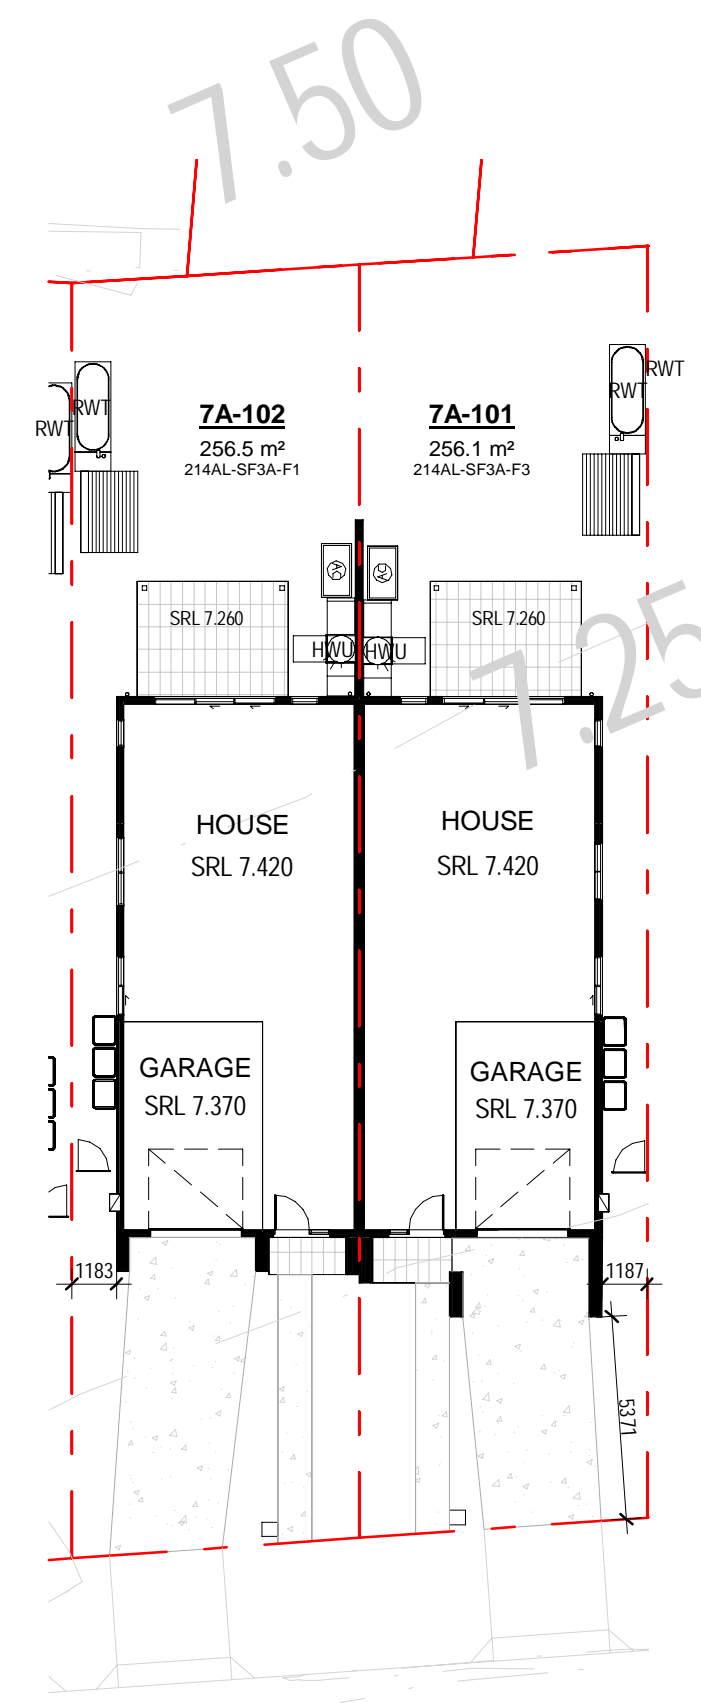 7.50
7A-102
256.5 m²
214AL-SF3A-F1
7A-101
256.1 m²
214AL-SF3A-F3
RWT
RWT
RWT
RWT
AC
AC
SRL 7.260
SRL 7.260
HWU
HWU
7.25
HOUSE
SRL 7.420
HOUSE
SRL 7.420
GARAGE
SRL 7.370
GARAGE
SRL 7.370
1183
1187
5371